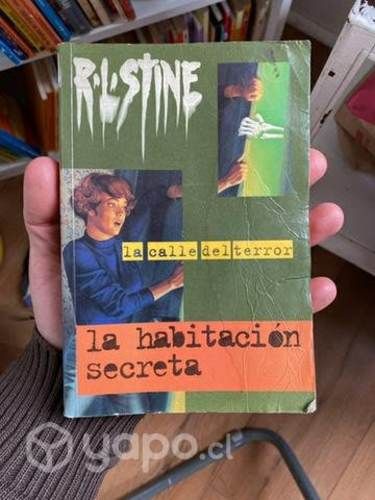 R.L. STINE
la calle del terror
la habitación
secreta
yapo.cl